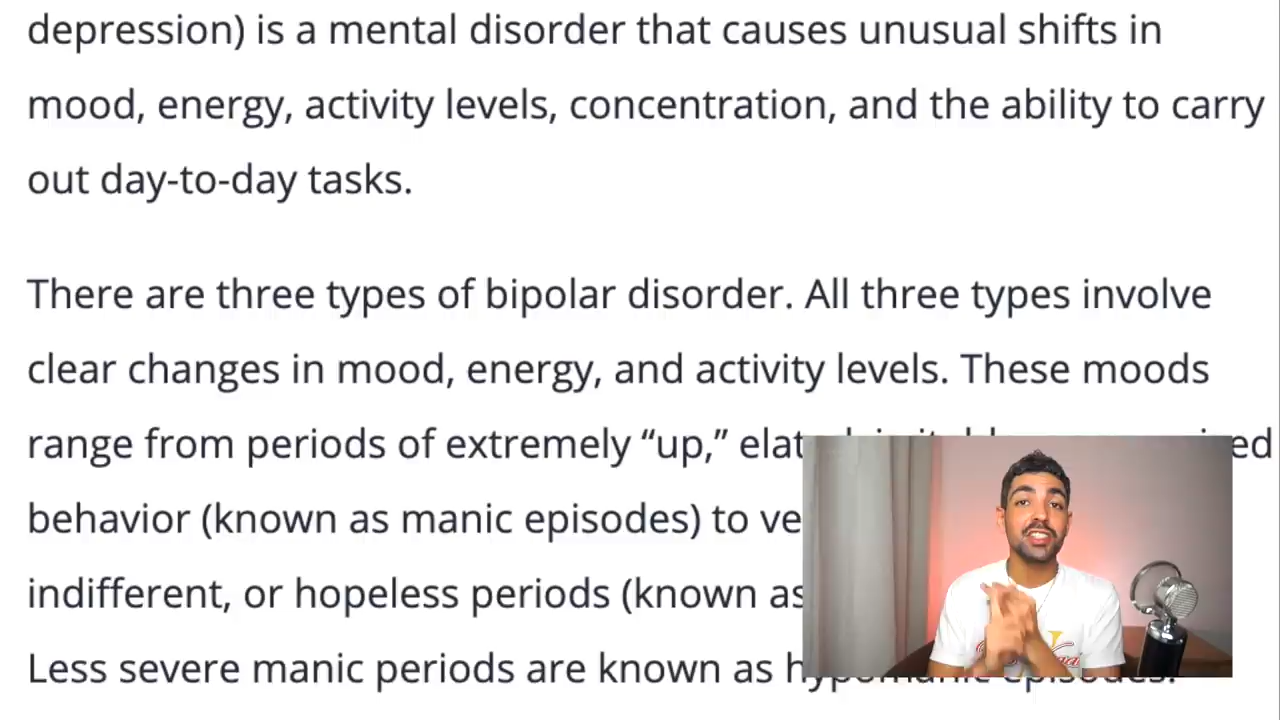 depression) is a mental disorder that causes unusual shifts in
mood, energy, activity levels, concentration, and the ability to carry
out day-to-day tasks.
There are three types of bipolar disorder. All three types involve
clear changes in mood, energy, and activity levels. These moods
range from periods of extremely “up,” elat
behavior (known as manic episodes) to ve
indifferent, or hopeless periods (known as
Less severe manic periods are known as hypomanic episodes.